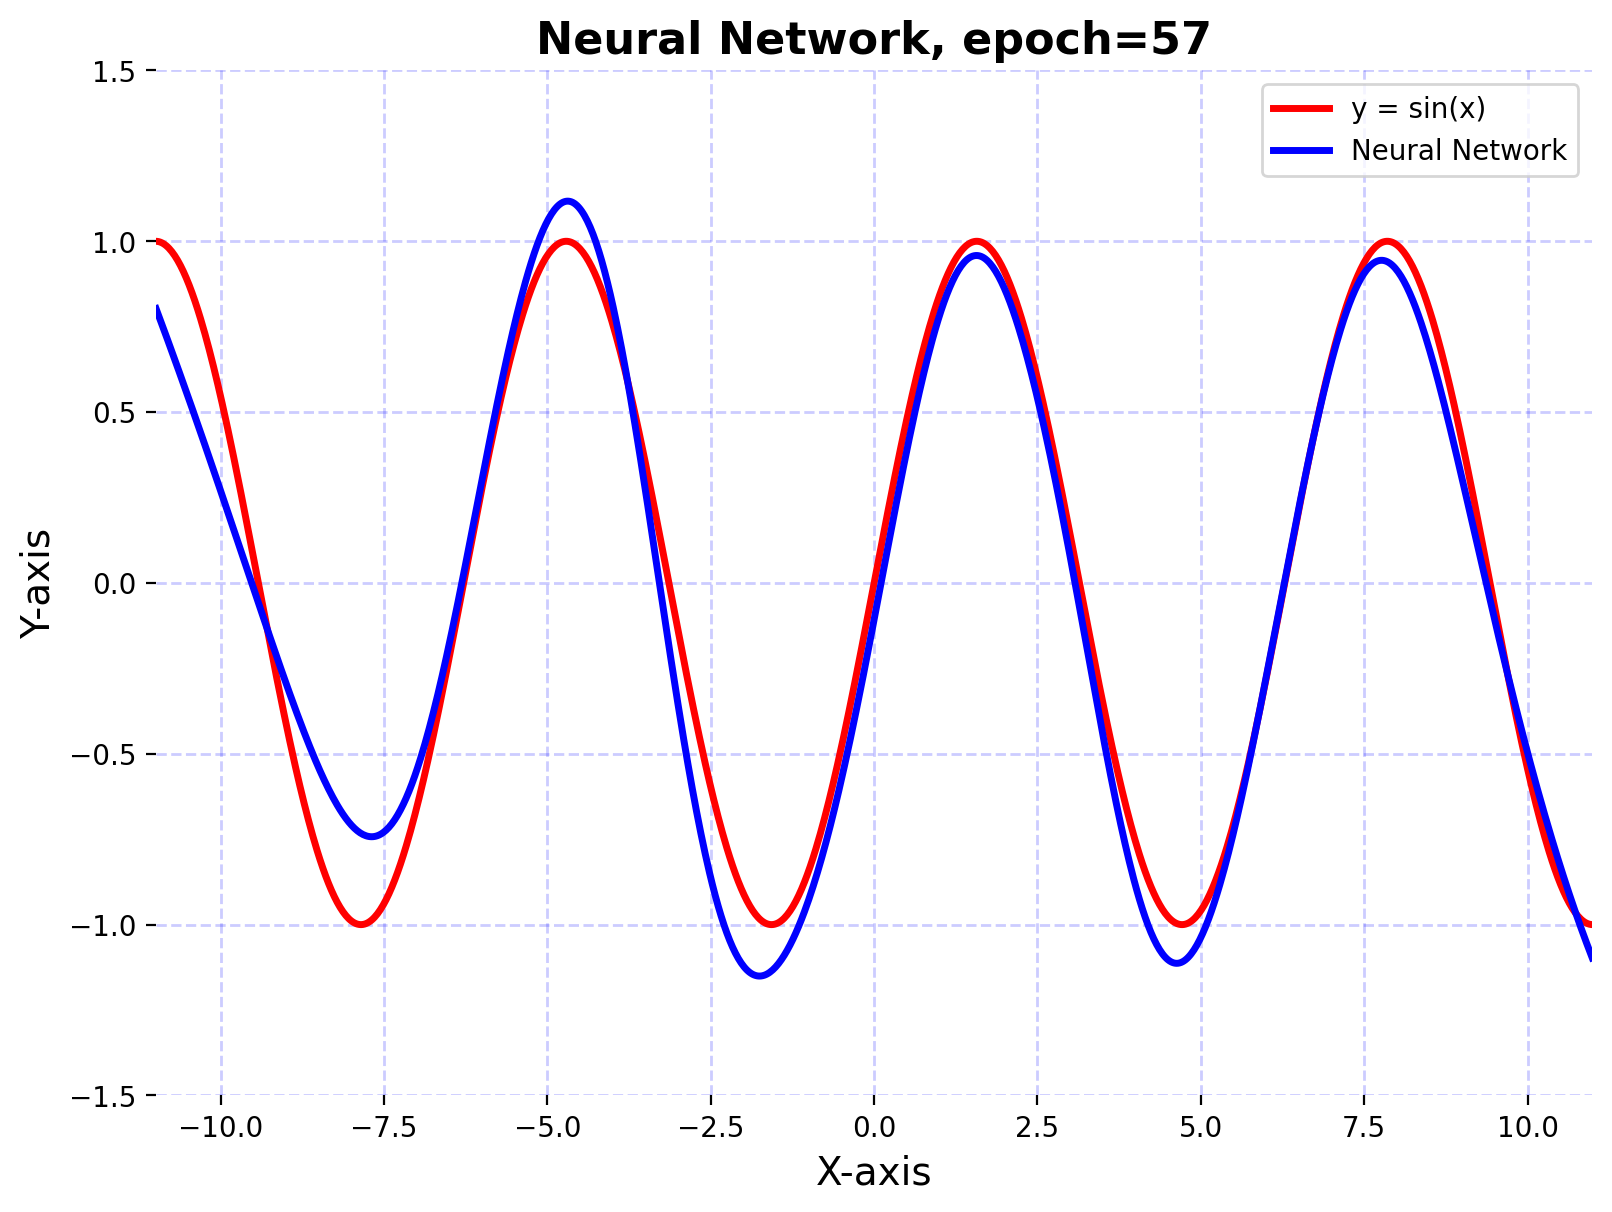 Neural Network, epoch=57
y = sin(x)
Neural Network
1.5
1.0
0.5
0.0
−0.5
−1.0
−1.5
Y-axis
−10.0 −7.5 −5.0 −2.5 0.0 2.5 5.0 7.5 10.0
X-axis